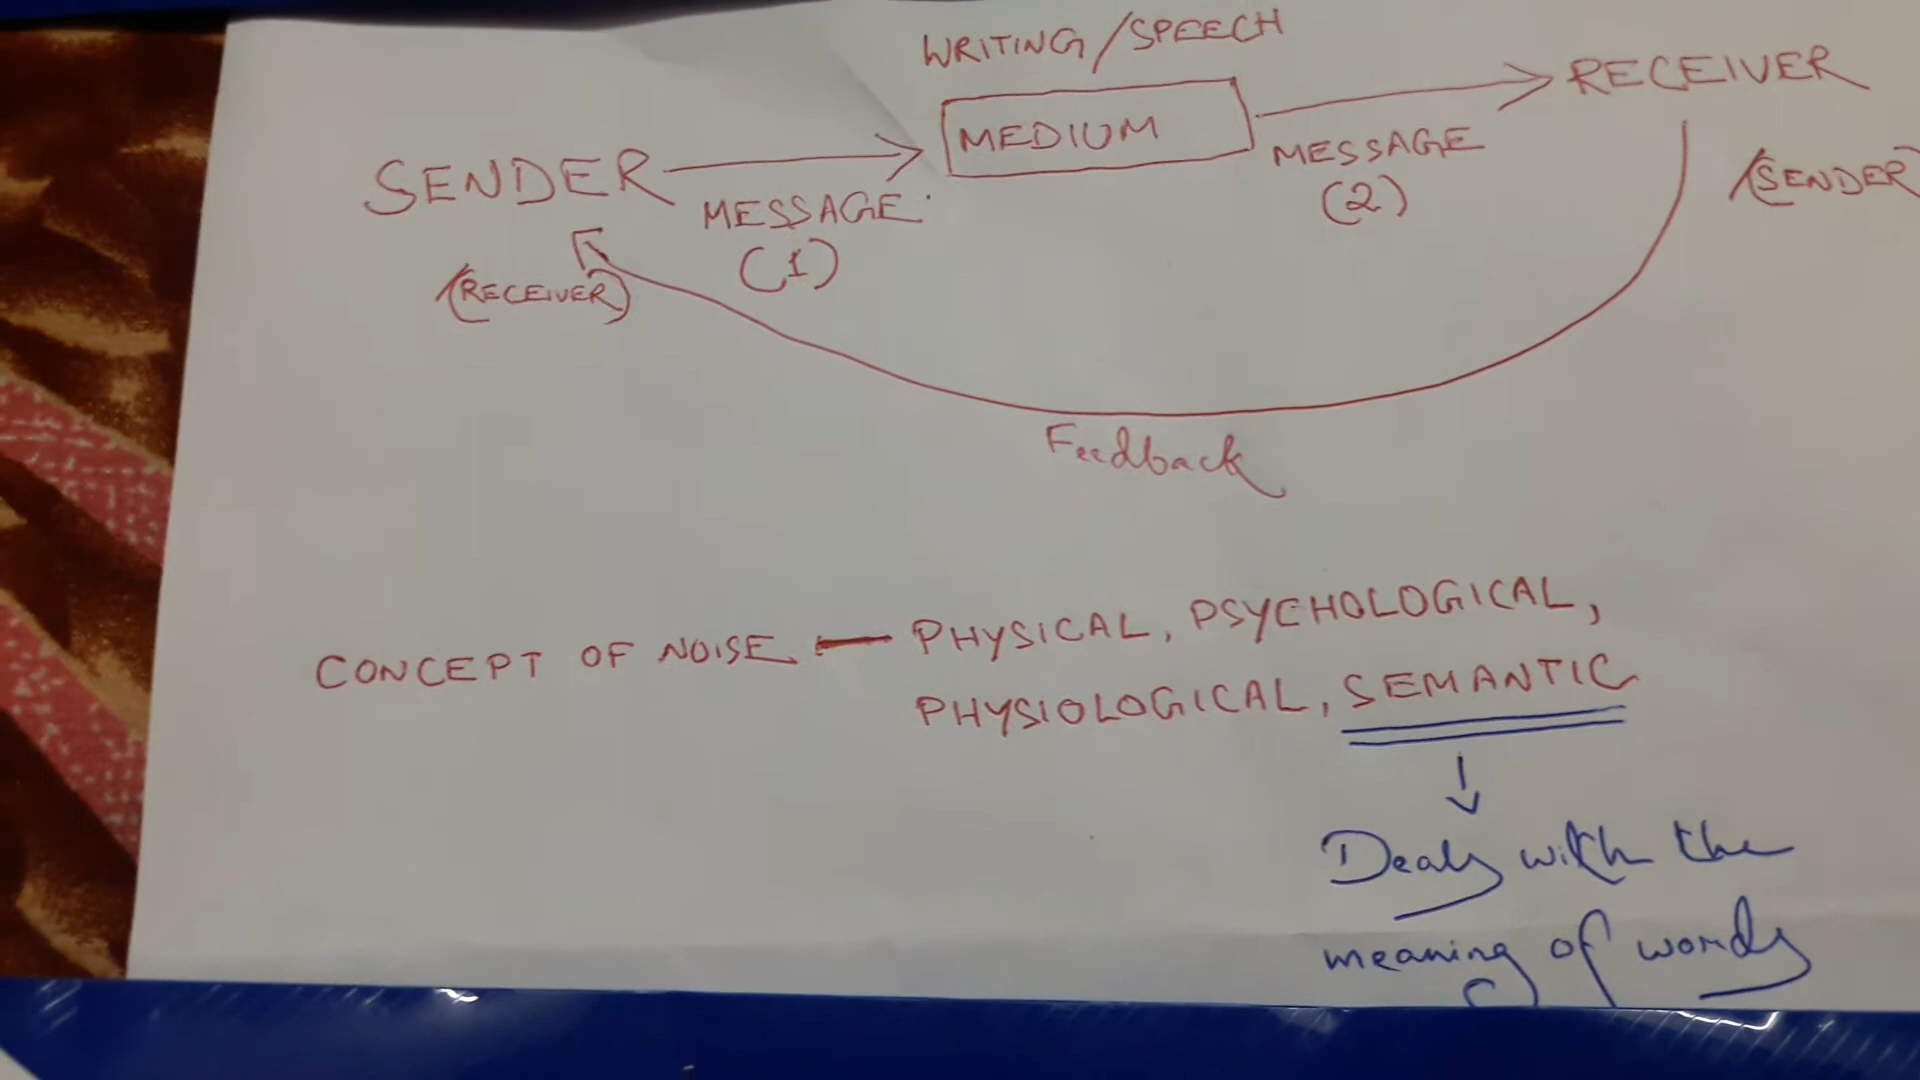 WRITING/SPEECH
SENDER
MESSAGE
(1)
MEDIUM
MESSAGE
(2)
RECEIVER
(RECEIVER)
(SENDER
Feedback
CONCEPT OF NOISE — PHYSICAL, PSYCHOLOGICAL,
PHYSIOLOGICAL, SEMANTIC
Deals with the
meaning of words